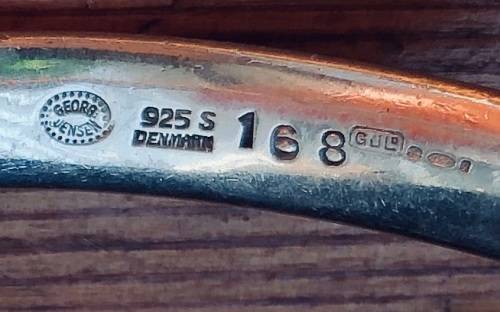 GEORG
JENSEN
925 S
DENMARK
168
GJL